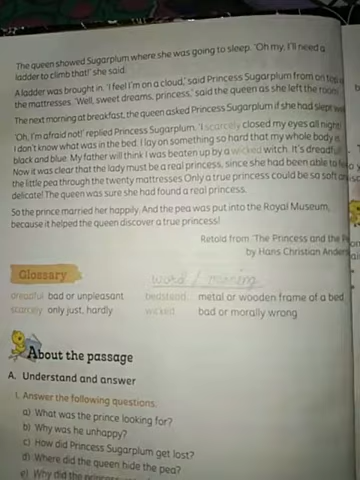 The queen showed Sugarplum where she was going to sleep. 'Oh my, I'll need a
ladder to climb that!' she said.
A ladder was brought in. 'I feel I'm on a cloud,' said Princess Sugarplum from on top
the mattresses. 'Well, sweet dreams, princess,' said the queen as she left the room
The next morning at breakfast, the queen asked Princess Sugarplum if she had slept well
'Oh, I'm afraid not!' replied Princess Sugarplum. 'I scarcely closed my eyes all night!
I don't know what was in the bed. I lay on something so hard that my whole body is
black and blue. My father will think I was beaten up by a wicked witch. It's dreadful
Now it was clear that the lady must be a real princess, since she had been able to
the little pea through the twenty mattresses. Only a true princess could be so soft
delicate! The queen was sure she had found a real princess.
So the prince married her happily. And the pea was put into the Royal Museum,
because it helped the queen discover a true princess!
Retold from 'The Princess and the
by Hans Christian
Glossary
word / meaning
dreadful bad or unpleasant bedstead metal or wooden frame of a bed
scarcely only just, hardly wicked bad or morally wrong
About the passage
A. Understand and answer
1. Answer the following questions.
a) What was the prince looking for?
b) Why was he unhappy?
c) How did Princess Sugarplum get lost?
d) Where did the queen hide the pea?
e) Why did the princess